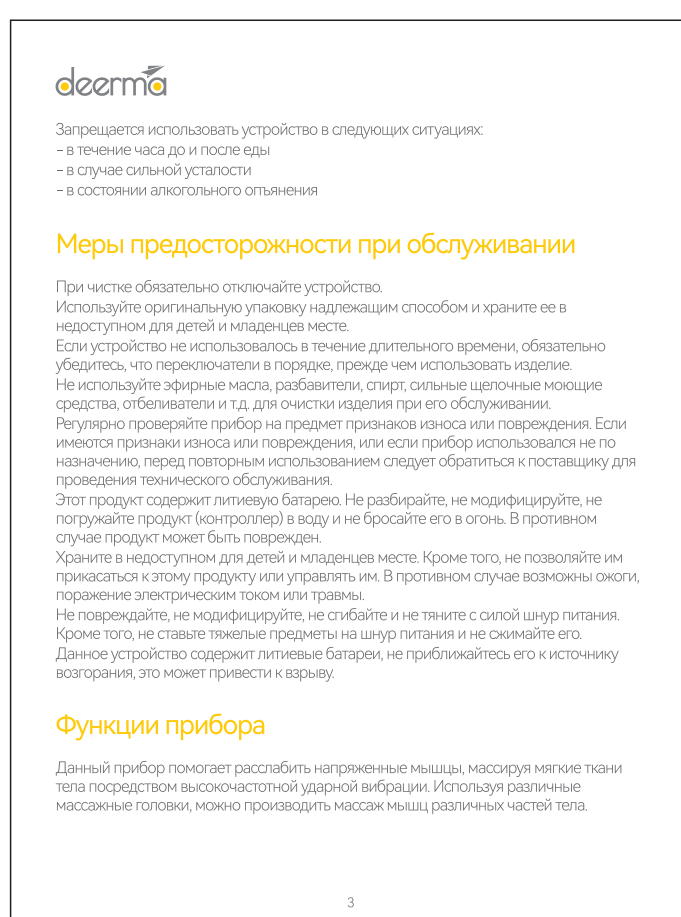 deerma
Запрещается использовать устройство в следующих ситуациях:
– в течение часа до и после еды
– в случае сильной усталости
– в состоянии алкогольного опъянения
Меры предосторожности при обслуживании
При чистке обязательно отключайте устройство.
Используйте оригинальную упаковку надлежащим способом и храните ее в
недоступном для детей и младенцев месте.
Если устройство не использовалось в течение длительного времени, обязательно
убедитесь, что переключатели в порядке, прежде чем использовать изделие.
Не используйте эфирные масла, разбавители, спирт, сильные щелочные моющие
средства, отбеливатели и т.д. для очистки изделия при его обслуживании.
Регулярно проверяйте прибор на предмет признаков износа или повреждения. Если
имеются признаки износа или повреждения, или если прибор использовался не по
назначению, перед повторным использованием следует обратиться к поставщику для
проведения технического обслуживания.
Этот продукт содержит литиевую батарею. Не разбирайте, не модифицируйте, не
погружайте продукт (контроллер) в воду и не бросайте его в огонь. В противном
случае продукт может быть поврежден.
Храните в недоступном для детей и младенцев месте. Кроме того, не позволяйте им
прикасаться к этому продукту или управлять им. В противном случае возможны ожоги,
поражение электрическим током или травмы.
Не повреждайте, не модифицируйте, не сгибайте и не тяните с силой шнур питания.
Кроме того, не ставьте тяжелые предметы на шнур питания и не сжимайте его.
Данное устройство содержит литиевые батареи, не приближайтесь его к источнику
возгорания, это может привести к взрыву.
Функции прибора
Данный прибор помогает расслабить напряженные мышцы, массируя мягкие ткани
тела посредством высокочастотной ударной вибрации. Используя различные
массажные головки, можно производить массаж мышц различных частей тела.
3